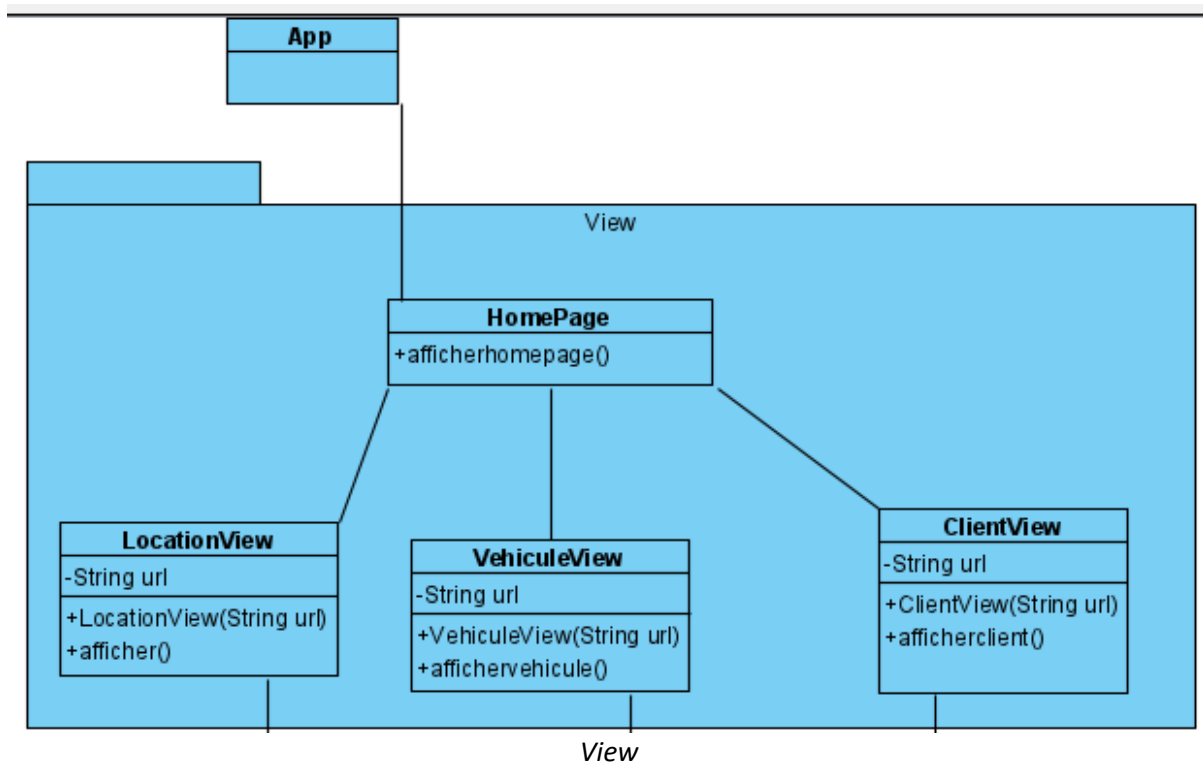 App
View
HomePage
+afficherhomepage()
LocationView
-String url
+LocationView(String url)
+afficher()
VehiculeView
-String url
+VehiculeView(String url)
+affichervehicule()
ClientView
-String url
+ClientView(String url)
+afficherclient()
View